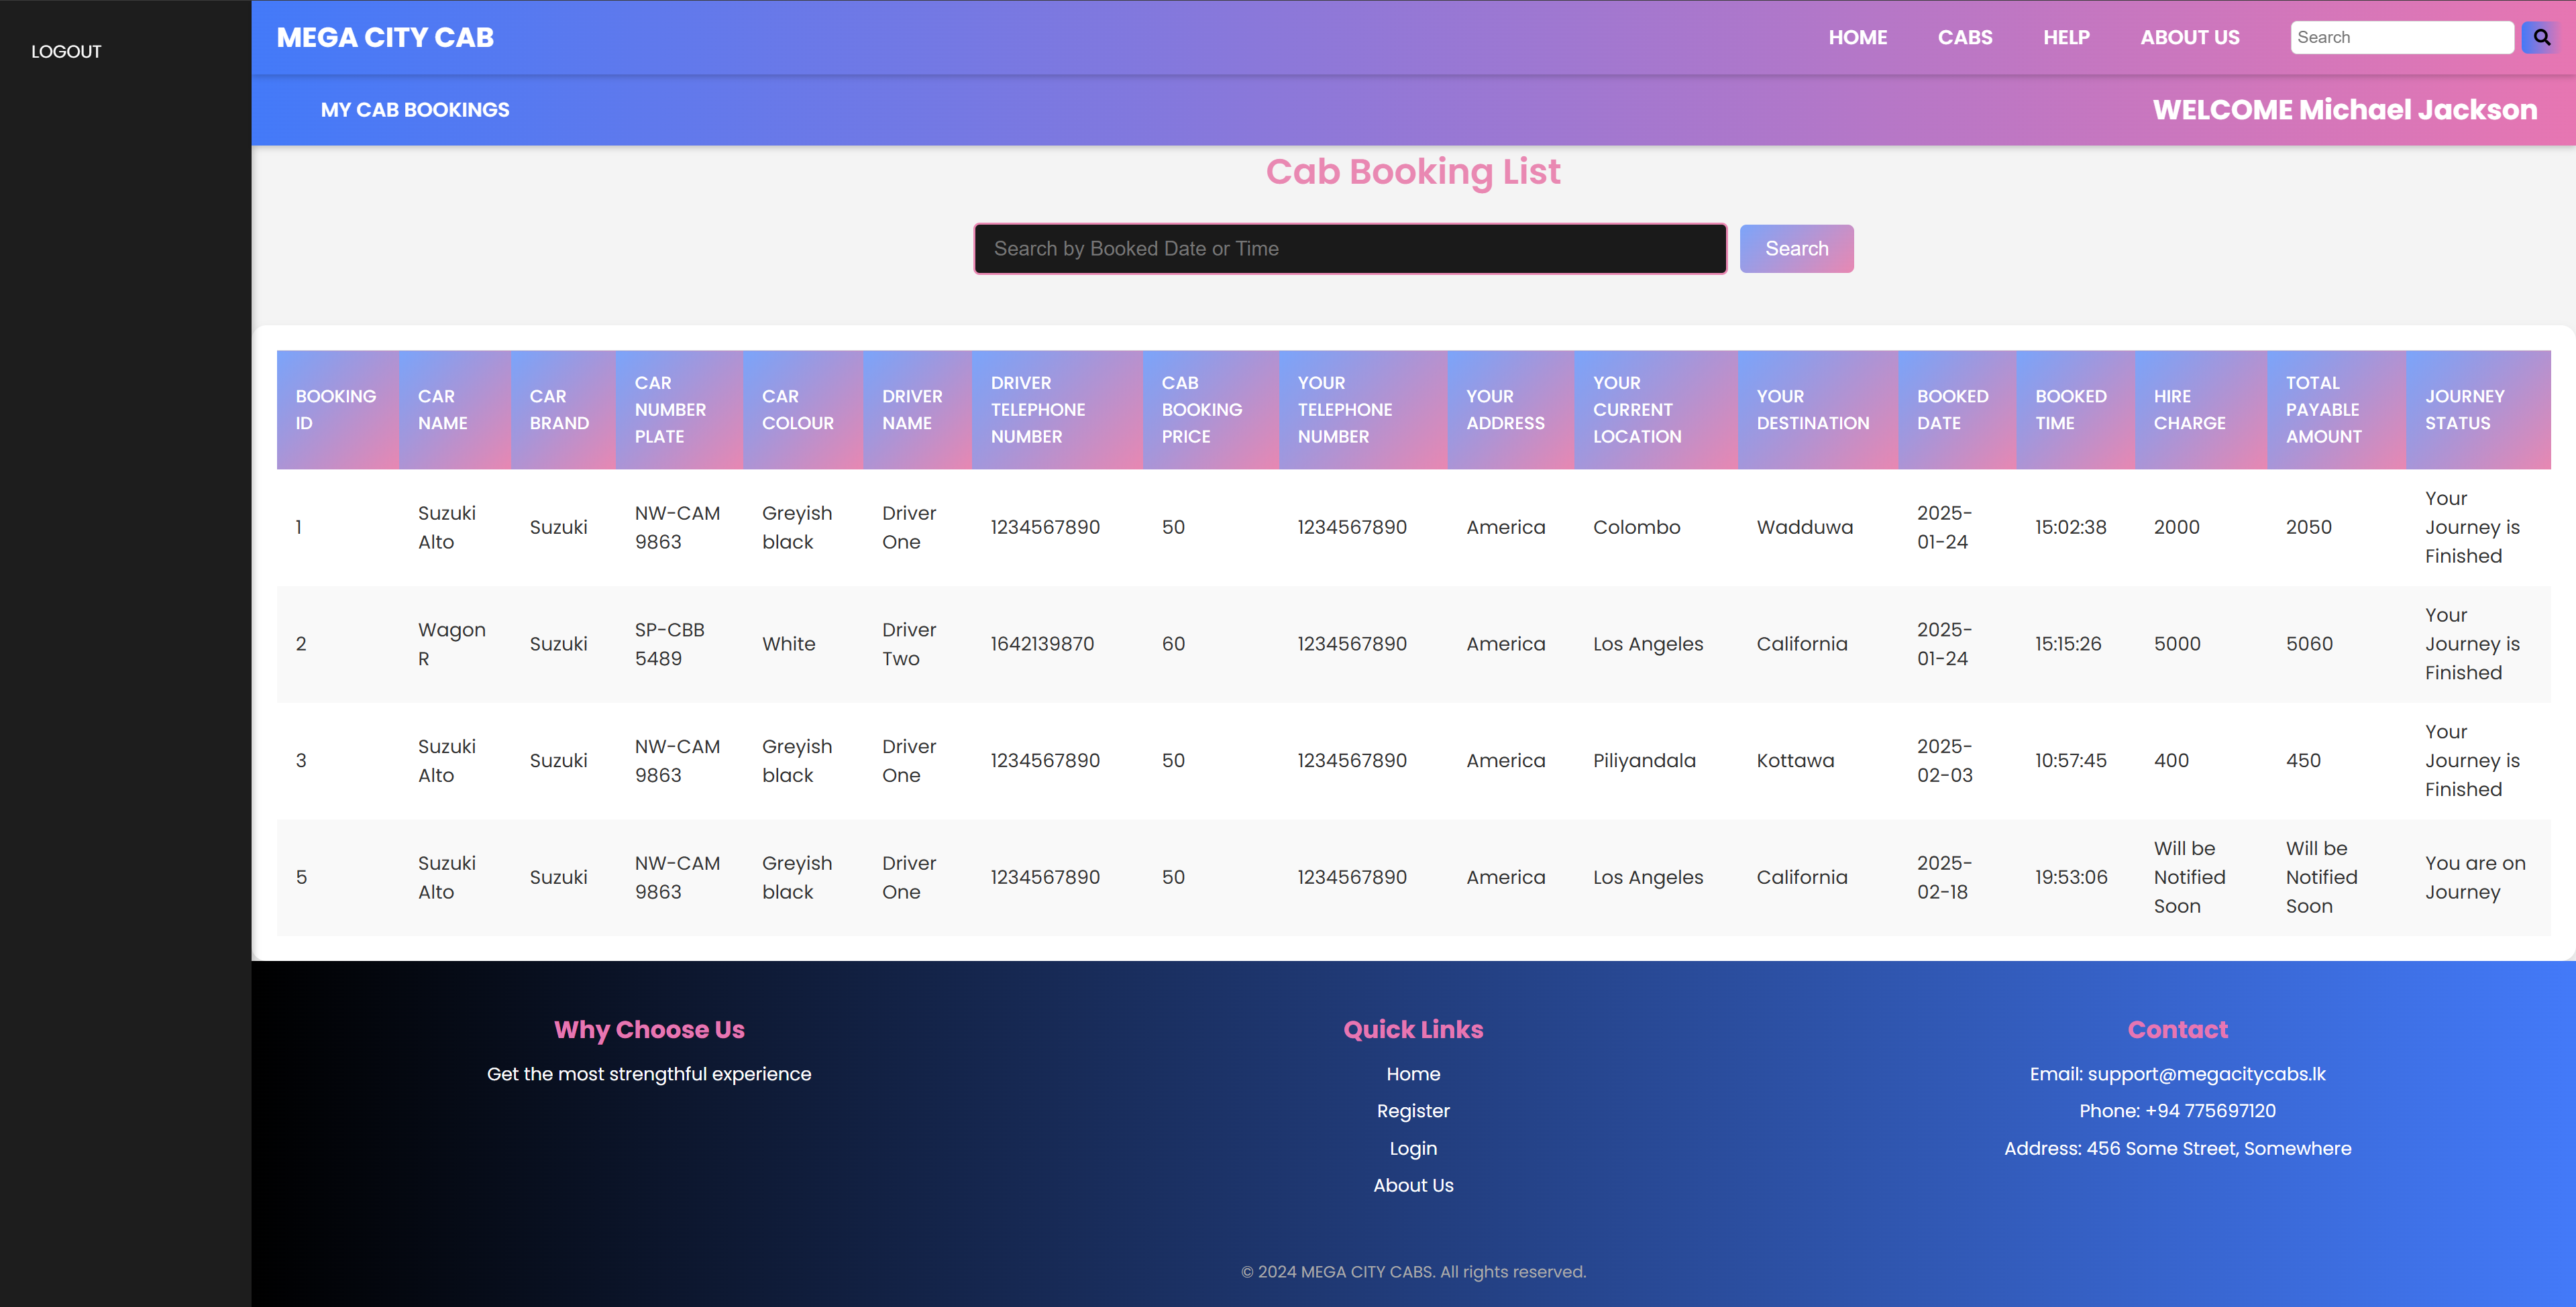 LOGOUT
MEGA CITY CAB
HOME CABS HELP ABOUT US Search
MY CAB BOOKINGS
WELCOME Michael Jackson
Cab Booking List
Search by Booked Date or Time Search
BOOKING ID CAR NAME CAR BRAND CAR NUMBER PLATE CAR COLOUR DRIVER NAME DRIVER TELEPHONE NUMBER CAB BOOKING PRICE YOUR TELEPHONE NUMBER YOUR ADDRESS YOUR CURRENT LOCATION YOUR DESTINATION BOOKED DATE BOOKED TIME HIRE CHARGE TOTAL PAYABLE AMOUNT JOURNEY STATUS
1 Suzuki Alto Suzuki NW-CAM 9863 Greyish black Driver One 1234567890 50 1234567890 America Colombo Wadduwa 2025-01-24 15:02:38 2000 2050 Your Journey is Finished
2 Wagon R Suzuki SP-CBB 5489 White Driver Two 1642139870 60 1234567890 America Los Angeles California 2025-01-24 15:15:26 5000 5060 Your Journey is Finished
3 Suzuki Alto Suzuki NW-CAM 9863 Greyish black Driver One 1234567890 50 1234567890 America Piliyandala Kottawa 2025-02-03 10:57:45 400 450 Your Journey is Finished
5 Suzuki Alto Suzuki NW-CAM 9863 Greyish black Driver One 1234567890 50 1234567890 America Los Angeles California 2025-02-18 19:53:06 Will be Notified Soon Will be Notified Soon You are on Journey
Why Choose Us
Get the most strengthful experience
Quick Links
Home
Register
Login
About Us
Contact
Email: support@megacitycabs.lk
Phone: +94 775697120
Address: 456 Some Street, Somewhere
© 2024 MEGA CITY CABS. All rights reserved.